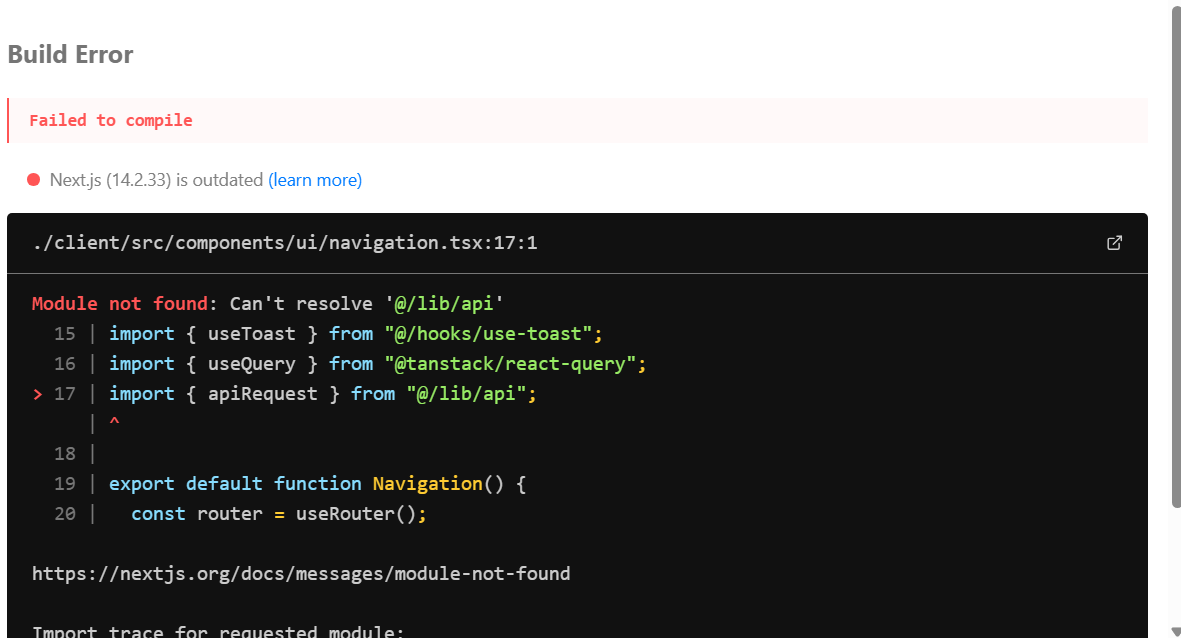 Build Error
Failed to compile
Next.js (14.2.33) is outdated (learn more)
./client/src/components/ui/navigation.tsx:17:1
Module not found: Can't resolve '@/lib/api'
15 | import { useToast } from "@/hooks/use-toast";
16 | import { useQuery } from "@tanstack/react-query";
> 17 | import { apiRequest } from "@/lib/api";
| ^
18 |
19 | export default function Navigation() {
20 |   const router = useRouter();
https://nextjs.org/docs/messages/module-not-found
Import trace for requested module: